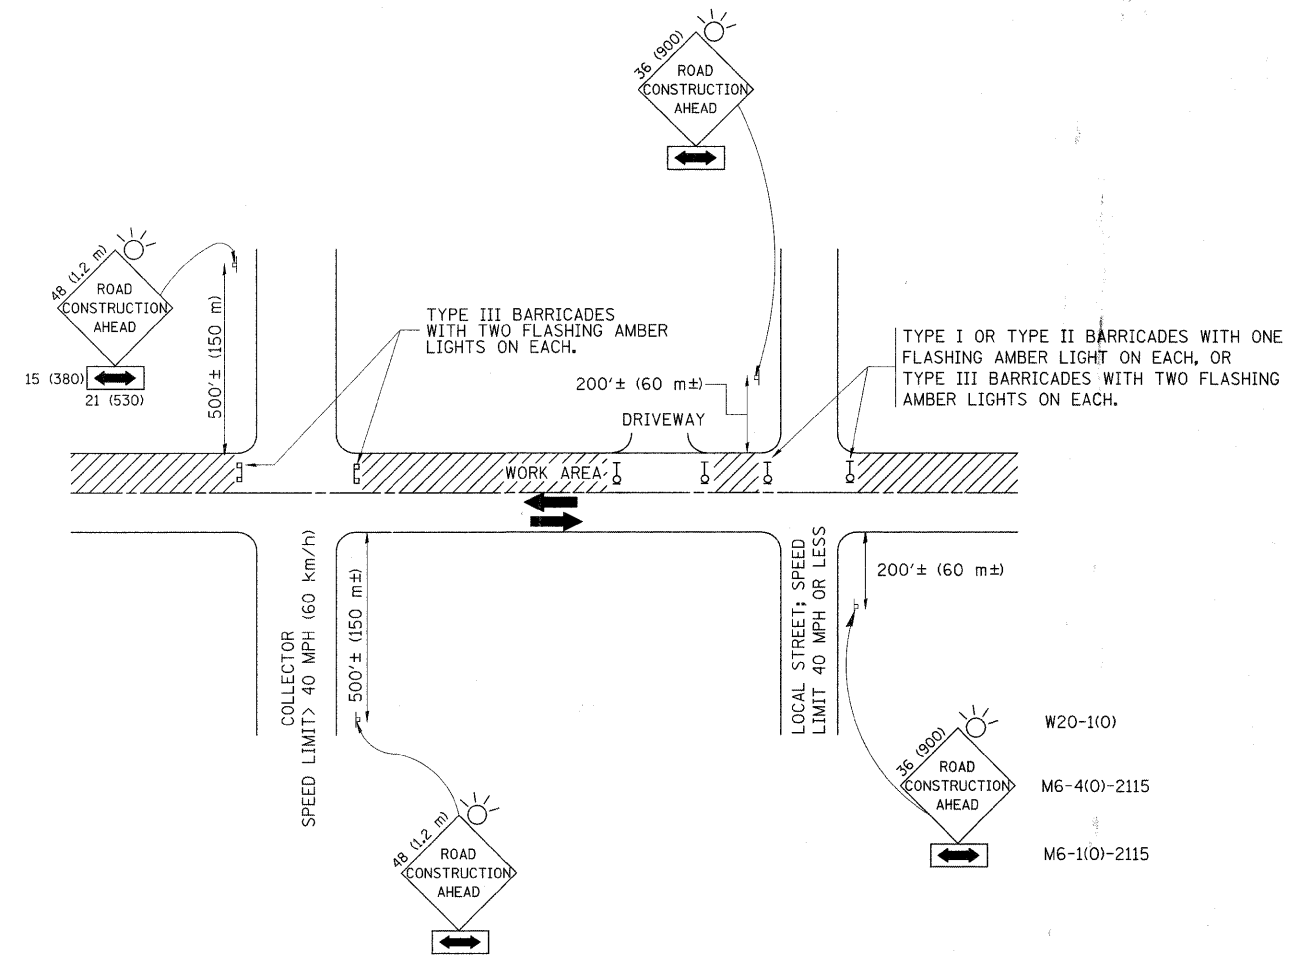 36 (900)
ROAD
CONSTRUCTION
AHEAD
48 (1.2 m)
ROAD
CONSTRUCTION
AHEAD
15 (380)
21 (530)
500'± (150 m)
TYPE III BARRICADES
WITH TWO FLASHING AMBER
LIGHTS ON EACH.
200'± (60 m±)
DRIVEWAY
TYPE I OR TYPE II BARRICADES WITH ONE
FLASHING AMBER LIGHT ON EACH, OR
TYPE III BARRICADES WITH TWO FLASHING
AMBER LIGHTS ON EACH.
WORK AREA
COLLECTOR
SPEED LIMIT> 40 MPH (60 km/h)
500'± (150 m±)
LOCAL STREET; SPEED
LIMIT 40 MPH OR LESS
200'± (60 m±)
48 (1.2 m)
ROAD
CONSTRUCTION
AHEAD
36 (900)
ROAD
CONSTRUCTION
AHEAD
W20-1(O)
M6-4(O)-2115
M6-1(O)-2115